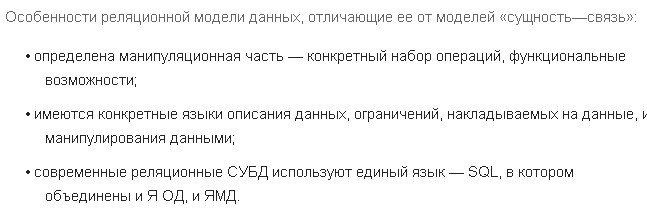 Особенности реляционной модели данных, отличающие ее от моделей «сущность—связь»:
• определена манипуляционная часть — конкретный набор операций, функциональные
возможности;
• имеются конкретные языки описания данных, ограничений, накладываемых на данные, и
манипулирования данными;
• современные реляционные СУБД используют единый язык — SQL, в котором
объединены и Я ОД, и ЯМД.